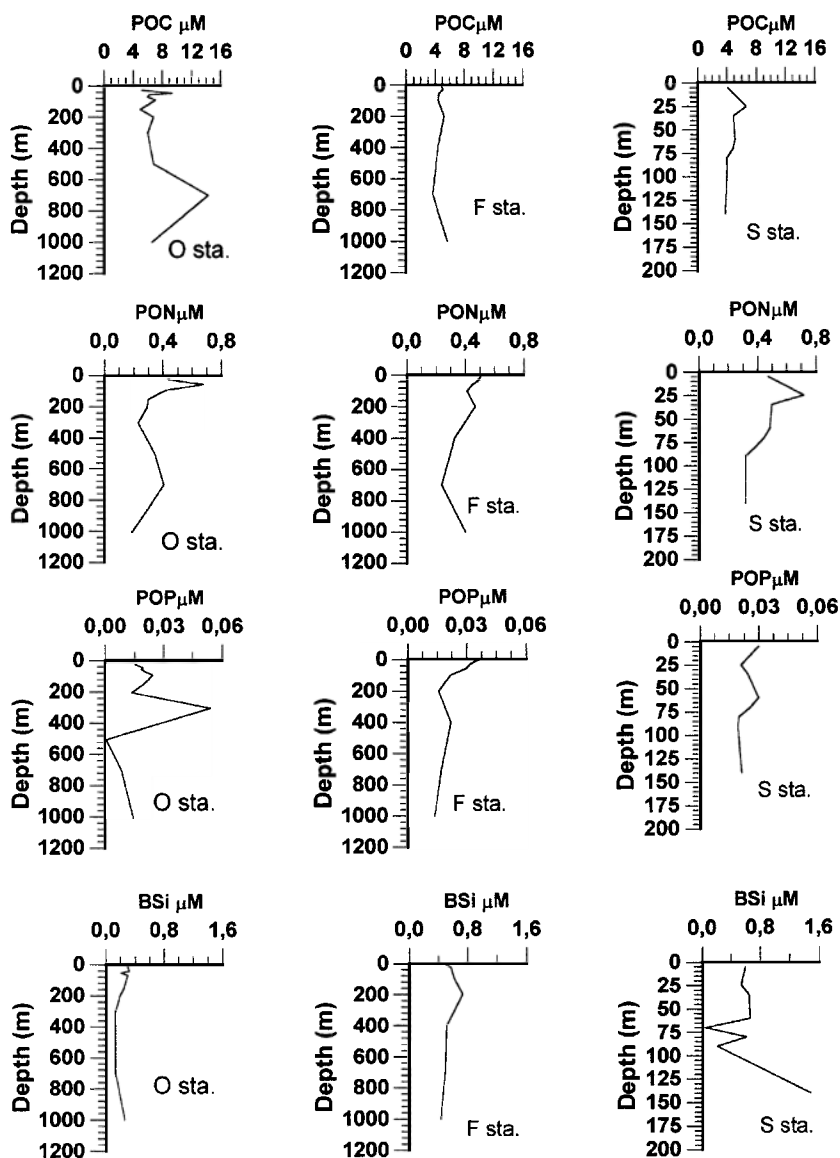 POC μM
0 4 8 12 16
0
200
400
600
800
1000
1200
Depth (m)
O sta.
POCμM
0 4 8 12 16
0
200
400
600
800
1000
1200
Depth (m)
F sta.
POCμM
0 4 8 12 16
0
25
50
75
100
125
150
175
200
Depth (m)
S sta.
PONμM
0,0 0,4 0,8
0
200
400
600
800
1000
1200
Depth (m)
O sta.
PONμM
0,0 0,4 0,8
0
200
400
600
800
1000
1200
Depth (m)
F sta.
PONμM
0,0 0,4 0,8
0
25
50
75
100
125
150
175
200
Depth (m)
S sta.
POPμM
0,00 0,03 0,06
0
200
400
600
800
1000
1200
Depth (m)
O sta.
POPμM
0,00 0,03 0,06
0
200
400
600
800
1000
1200
Depth (m)
F sta.
POPμM
0,00 0,03 0,06
0
25
50
75
100
125
150
175
200
Depth (m)
S sta.
BSi μM
0,0 0,8 1,6
0
200
400
600
800
1000
1200
Depth (m)
O sta.
BSi μM
0,0 0,8 1,6
0
200
400
600
800
1000
1200
Depth (m)
F sta.
BSi μM
0,0 0,8 1,6
0
25
50
75
100
125
150
175
200
Depth (m)
S sta.